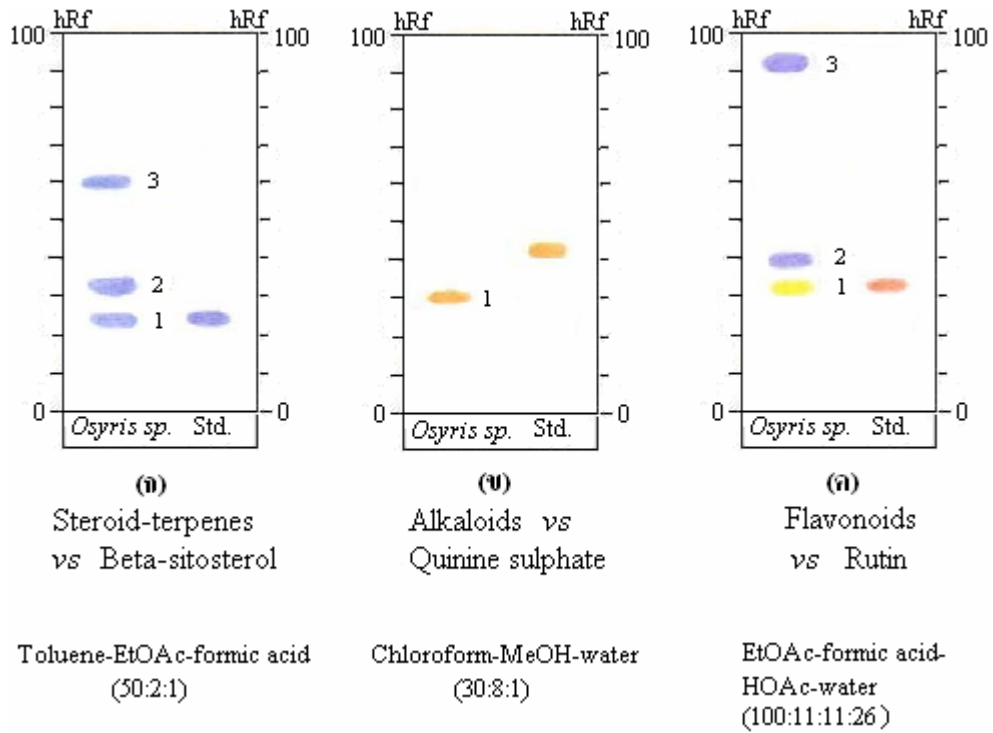 hRf hRf
100 100
3
2
1
0 0
Osyris sp. Std.
(ก)
Steroid-terpenes
vs Beta-sitosterol
Toluene-EtOAc-formic acid
(50:2:1)
hRf hRf
100 100
1
0 0
Osyris sp. Std.
(ข)
Alkaloids vs
Quinine sulphate
Chloroform-MeOH-water
(30:8:1)
hRf hRf
100 100
3
2
1
0 0
Osyris sp. Std.
(ค)
Flavonoids
vs Rutin
EtOAc-formic acid-
HOAc-water
(100:11:11:26)